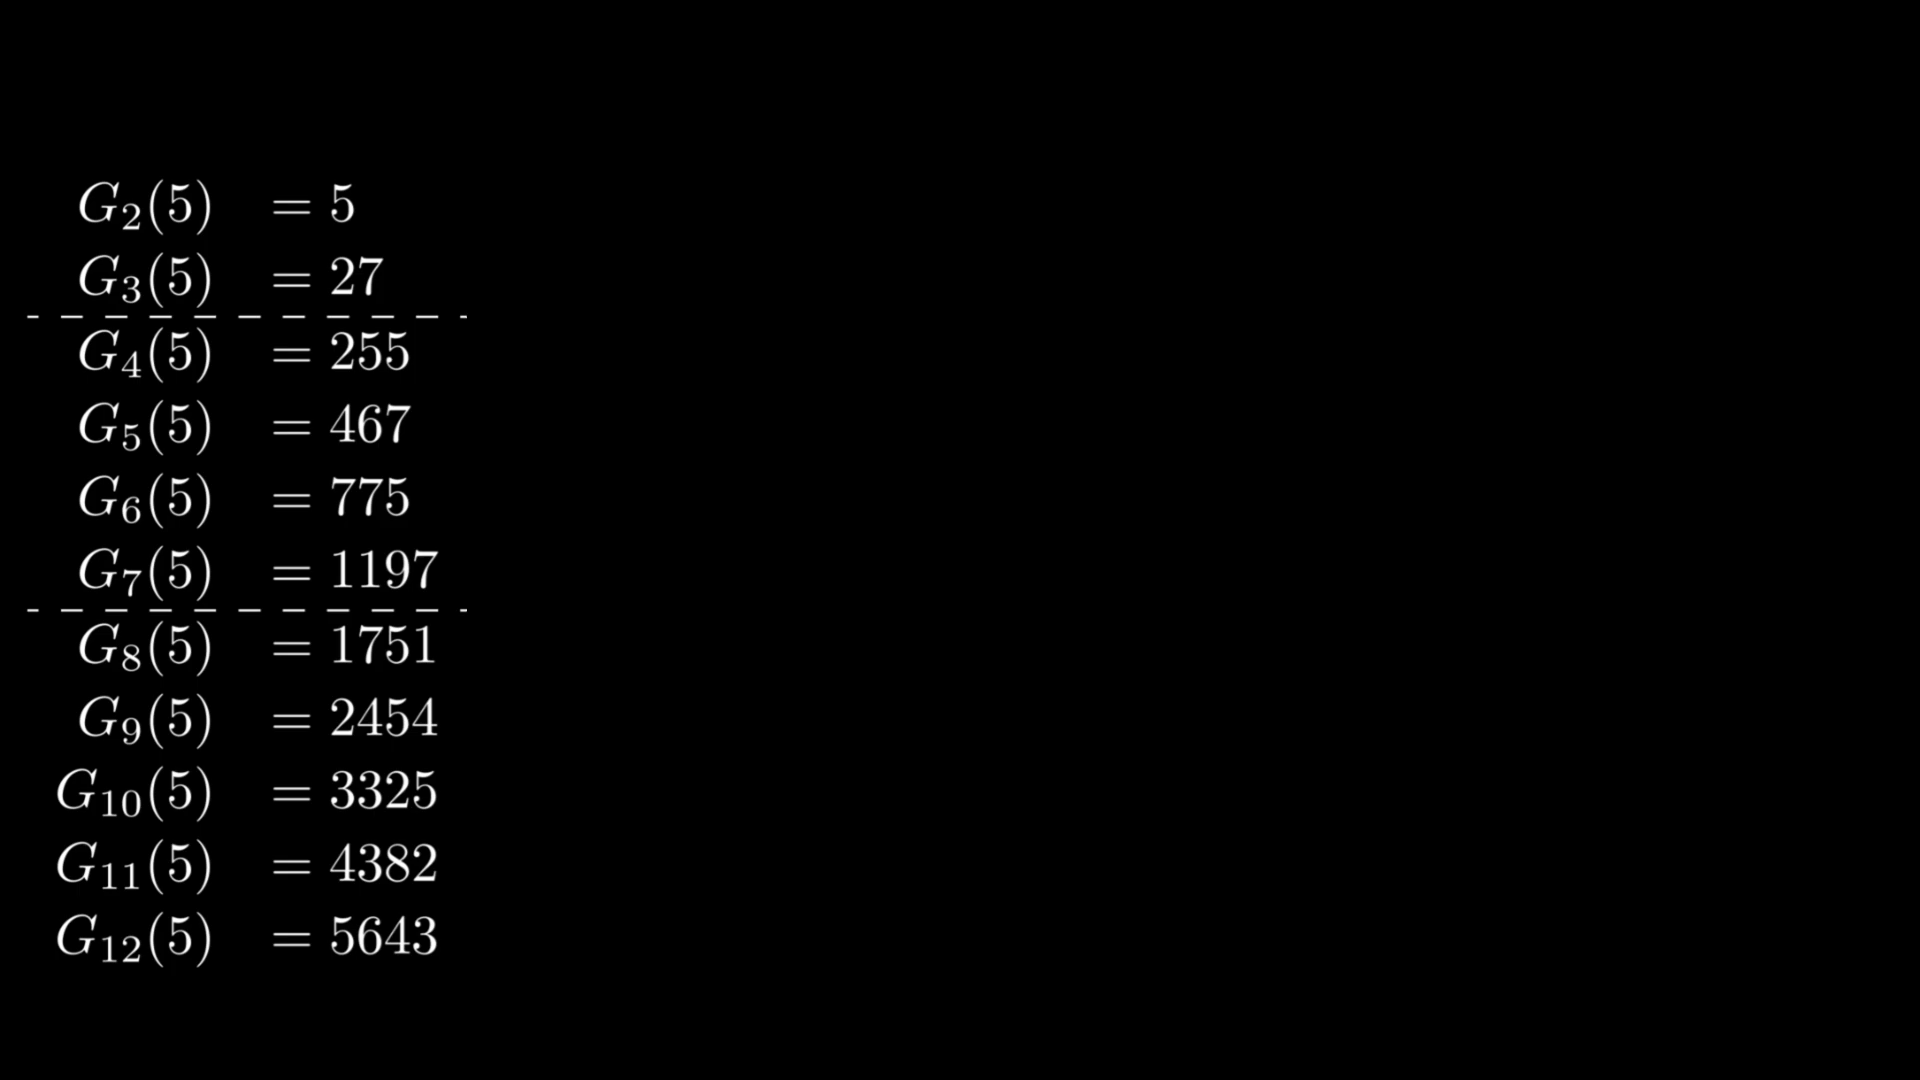 G₂(5) = 5
G₃(5) = 27
G₄(5) = 255
G₅(5) = 467
G₆(5) = 775
G₇(5) = 1197
G₈(5) = 1751
G₉(5) = 2454
G₁₀(5) = 3325
G₁₁(5) = 4382
G₁₂(5) = 5643